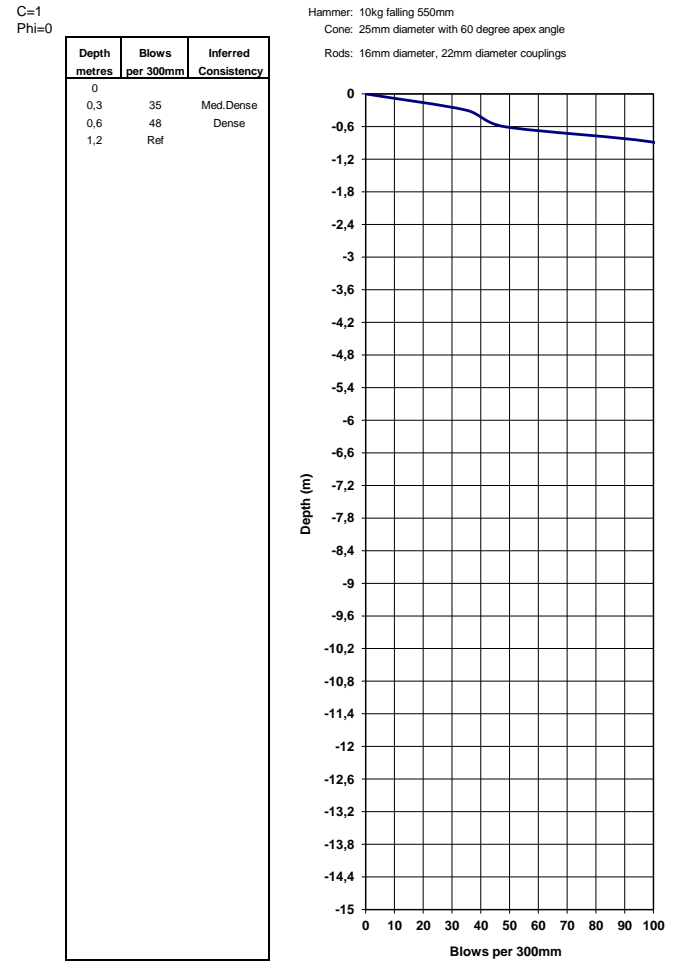 C=1
Phi=0
Hammer: 10kg falling 550mm
Cone: 25mm diameter with 60 degree apex angle
Rods: 16mm diameter, 22mm diameter couplings
Depth Blows Inferred
metres per 300mm Consistency
0
0,3 35 Med.Dense
0,6 48 Dense
1,2 Ref
0
-0,6
-1,2
-1,8
-2,4
-3
-3,6
-4,2
-4,8
-5,4
-6
-6,6
-7,2
-7,8
-8,4
-9
-9,6
-10,2
-10,8
-11,4
-12
-12,6
-13,2
-13,8
-14,4
-15
Depth (m)
0 10 20 30 40 50 60 70 80 90 100
Blows per 300mm